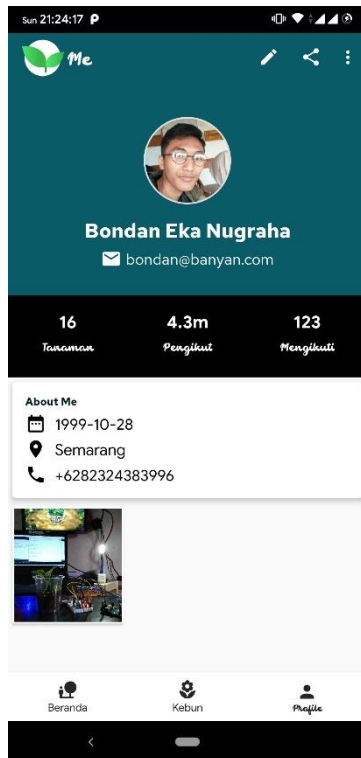 Sun 21:24:17 P
Me
Bondan Eka Nugraha
bondan@banyan.com
16 4.3m 123
Tanaman Pengikut Mengikuti
About Me
1999-10-28
Semarang
+6282324383996
Beranda Kebun Profile